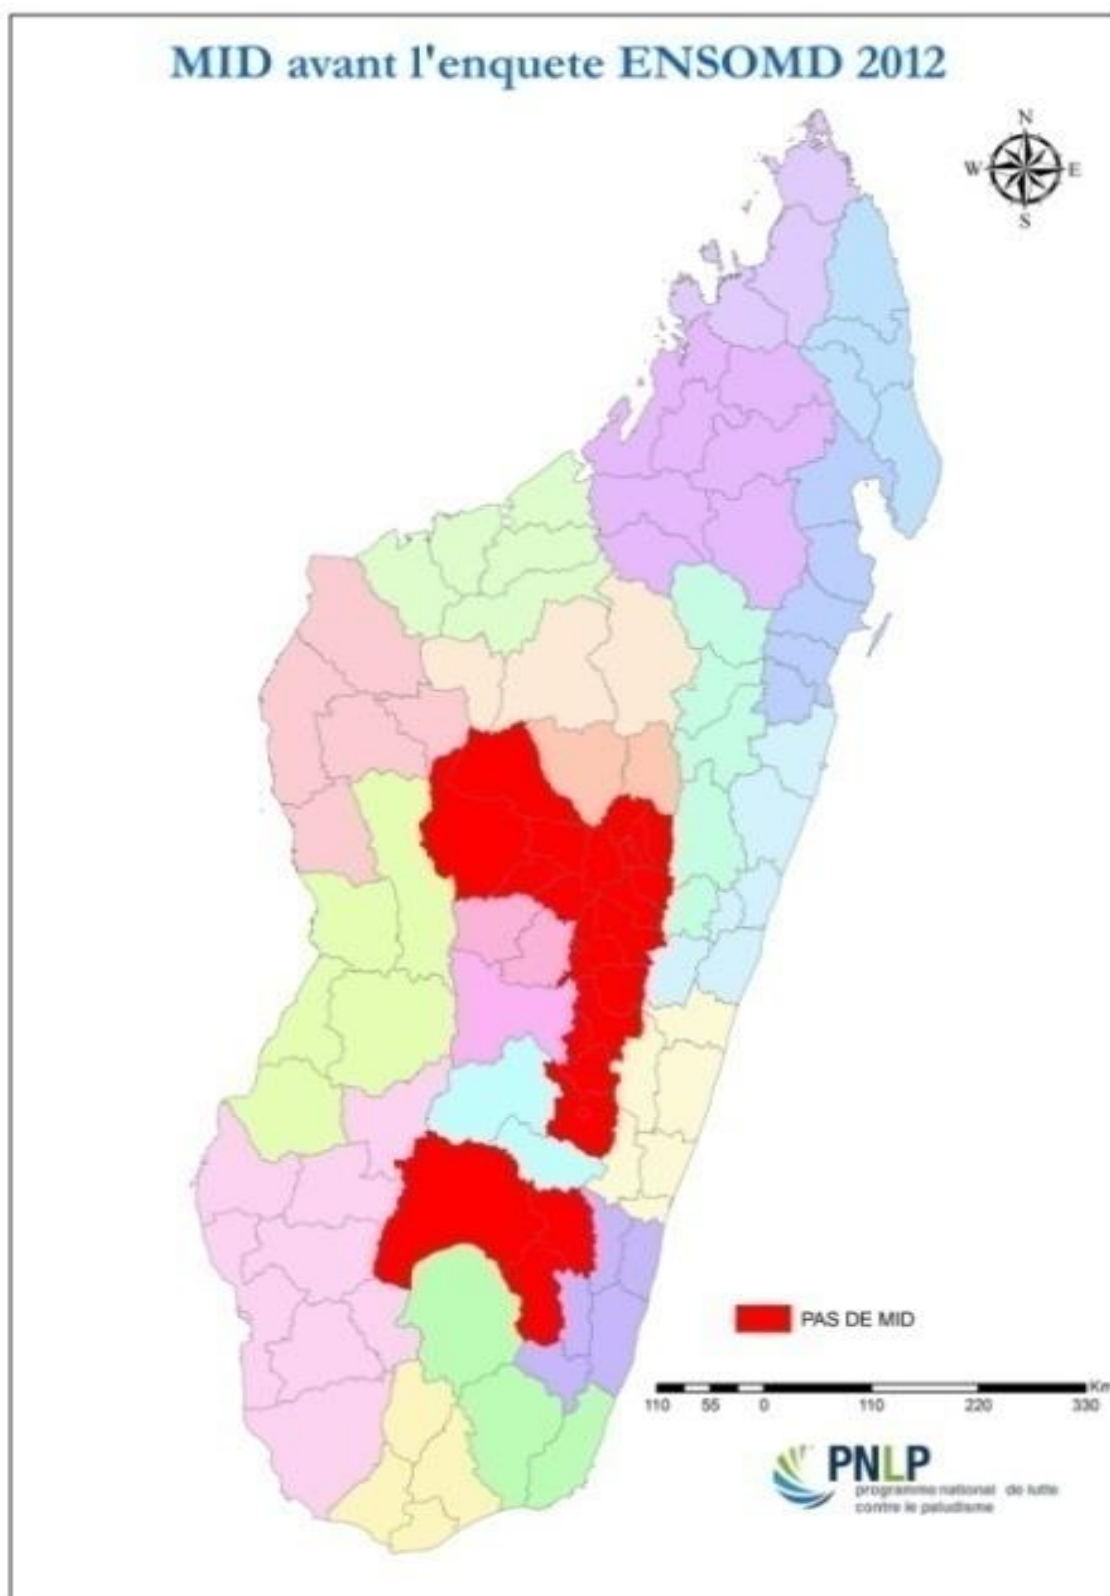 MID avant l'enquete ENSOMD 2012
N
W E
S
PAS DE MID
Km
110 55 0 110 220 330
PNLP
programme national de lutte
contre le paludisme